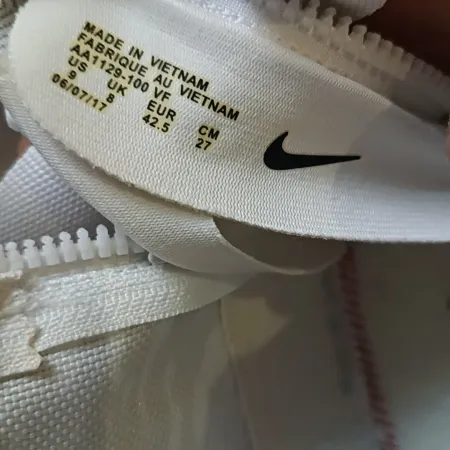 MADE IN VIETNAM
FABRIQUE AU VIETNAM
AA1129-100 VF
US UK EUR CM
9 8 42.5 27
06/07/17